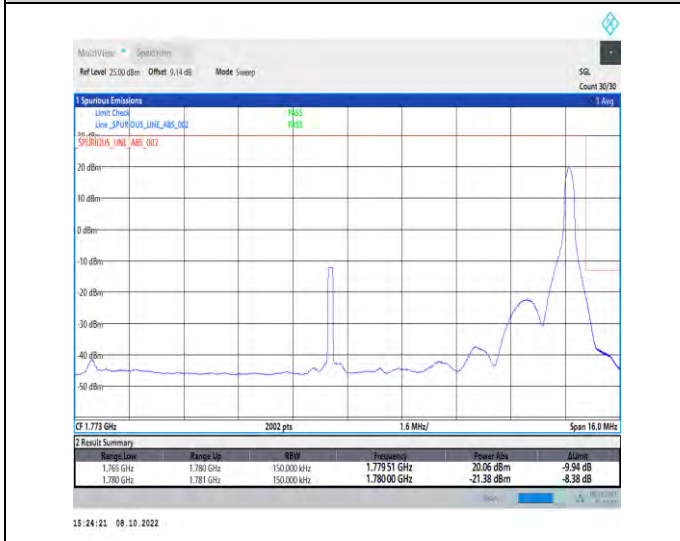 MultiView Spectrum
Ref Level 25.00 dBm Offset 9.14 dB Mode Sweep SGL
Count 30/30
1 Spurious Emissions 1 Avg
Limit Check PASS
Line _SPURIOUS_LINE_ABS_002 PASS
30 dBm
_SPURIOUS_LINE_ABS_002
20 dBm
10 dBm
0 dBm
-10 dBm
-20 dBm
-30 dBm
-40 dBm
-50 dBm
CF 1.773 GHz 2002 pts 1.6 MHz/ Span 16.0 MHz
2 Result Summary
Range Low Range Up RBW Frequency Power Abs ΔLimit
1.765 GHz 1.780 GHz 150.000 kHz 1.779 51 GHz 20.06 dBm -9.94 dB
1.780 GHz 1.781 GHz 150.000 kHz 1.780 00 GHz -21.38 dBm -8.38 dB
15:24:21 08.10.2022